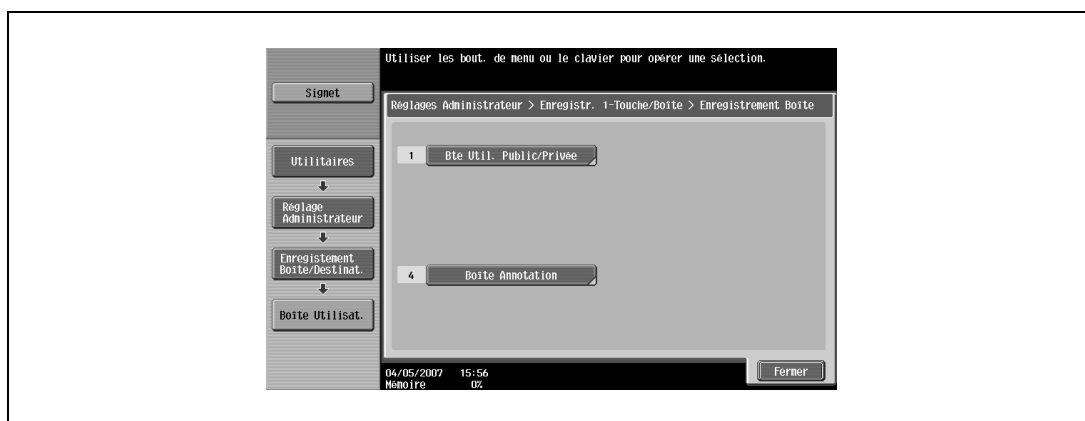 Utiliser les bout. de menu ou le clavier pour opérer une sélection.
Signet
Réglages Administrateur > Enregistr. 1-Touche/Boîte > Enregistrement Boîte
1 Bte Util. Public/Privée
Utilitaires
Réglage
Administrateur
Enregistement
Boîte/Destinat.
4 Boîte Annotation
Boîte Utilisat.
04/05/2007 15:56
Mémoire 0%
Fermer